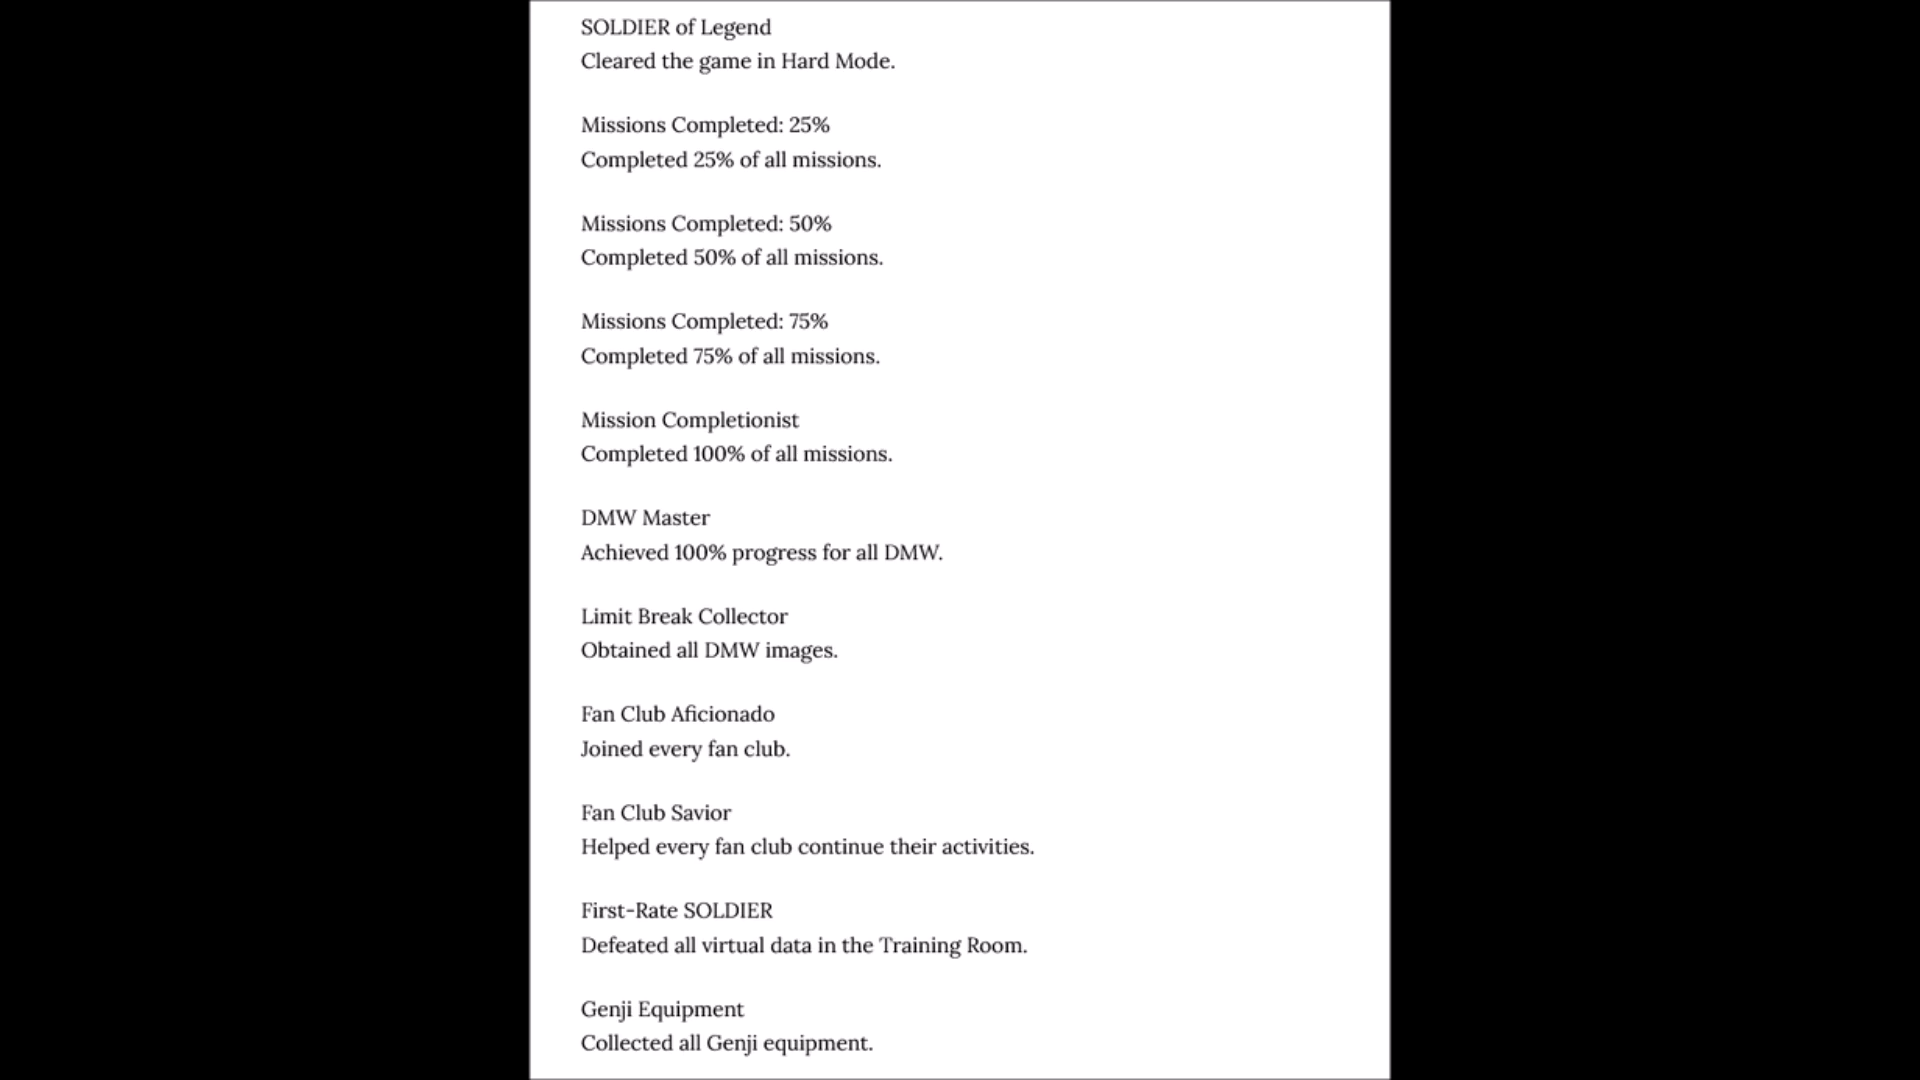 SOLDIER of Legend
Cleared the game in Hard Mode.
Missions Completed: 25%
Completed 25% of all missions.
Missions Completed: 50%
Completed 50% of all missions.
Missions Completed: 75%
Completed 75% of all missions.
Mission Completionist
Completed 100% of all missions.
DMW Master
Achieved 100% progress for all DMW.
Limit Break Collector
Obtained all DMW images.
Fan Club Aficionado
Joined every fan club.
Fan Club Savior
Helped every fan club continue their activities.
First-Rate SOLDIER
Defeated all virtual data in the Training Room.
Genji Equipment
Collected all Genji equipment.